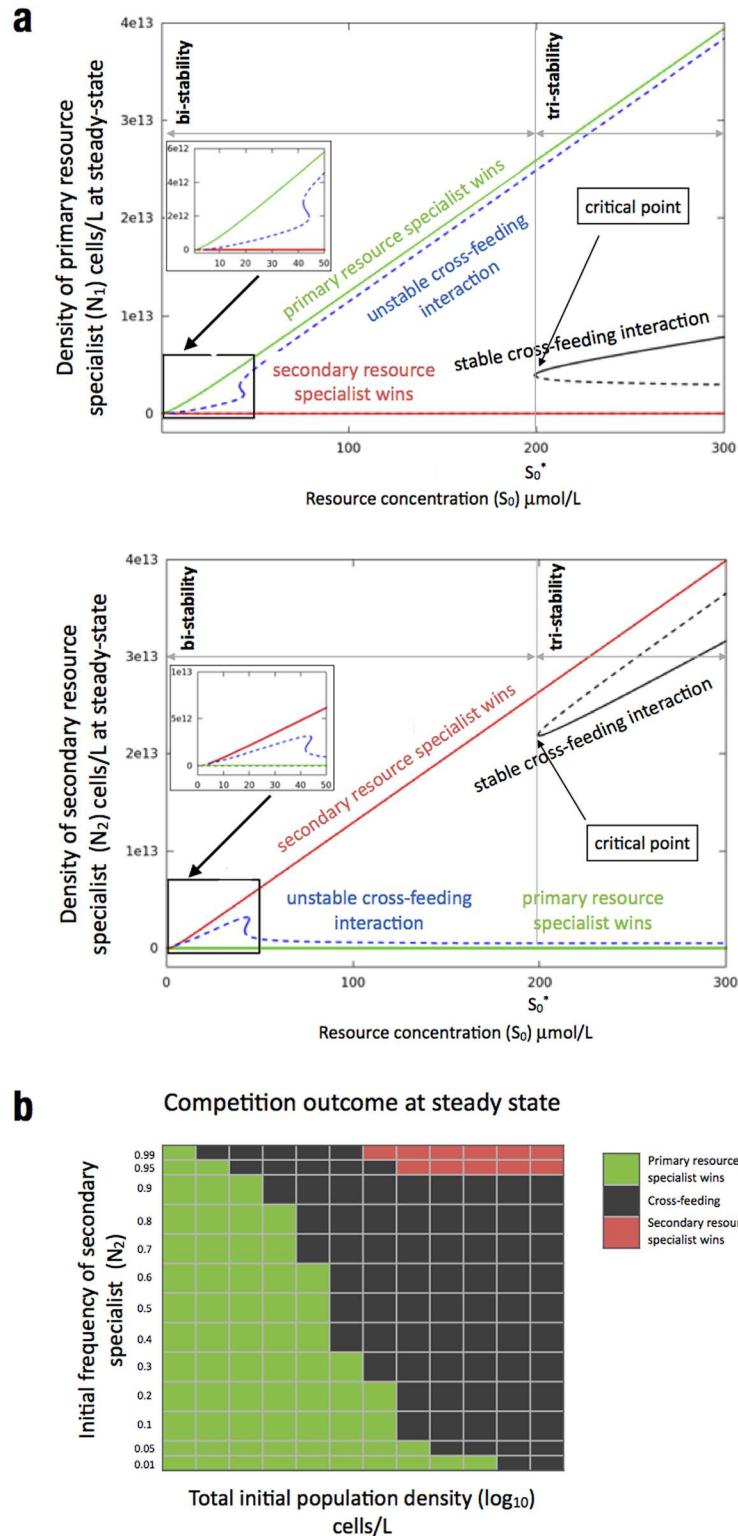 a
4e13
3e13
2e13
1e13
0
Density of primary resource
specialist (N₁) cells/L at steady-state
bi-stability
tri-stability
6e12
4e12
2e12
0
10 20 30 40 50
primary resource specialist wins
unstable cross-feeding
interaction
critical point
stable cross-feeding interaction
secondary resource
specialist wins
100 200 300
S₀*
Resource concentration (S₀) μmol/L
4e13
3e13
2e13
1e13
0
Density of secondary resource
specialist (N₂) cells/L at steady-state
bi-stability
tri-stability
1e13
5e12
0
0 10 20 30 40 50
secondary resource specialist wins
stable cross-feeding interaction
critical point
unstable cross-feeding
interaction
primary resource
specialist wins
0 100 200 300
S₀*
Resource concentration (S₀) μmol/L
b
Competition outcome at steady state
Initial frequency of secondary
specialist (N₂)
0.99
0.95
0.9
0.8
0.7
0.6
0.5
0.4
0.3
0.2
0.1
0.05
0.01
Primary resource
specialist wins
Cross-feeding
Secondary resour
specialist wins
Total initial population density (log₁₀)
cells/L